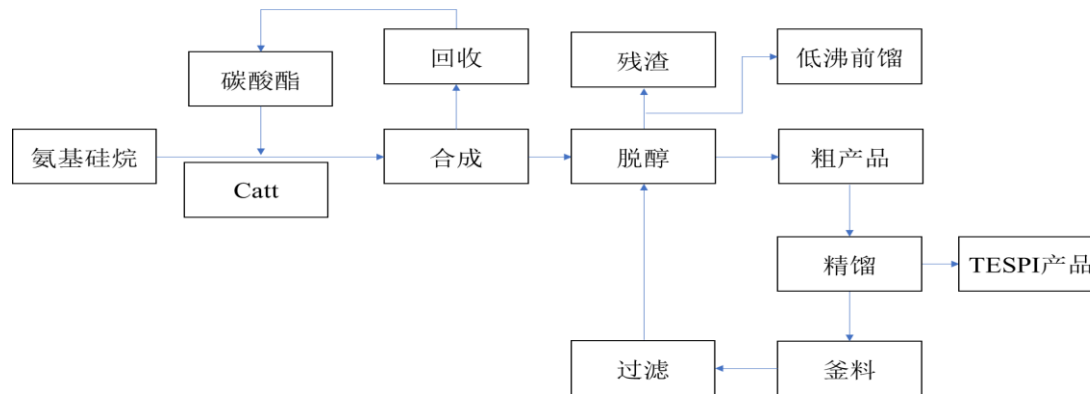 回收
残渣
低沸前馏
碳酸酯
氨基硅烷
合成
脱醇
粗产品
Catt
精馏
TESPI产品
过滤
釜料